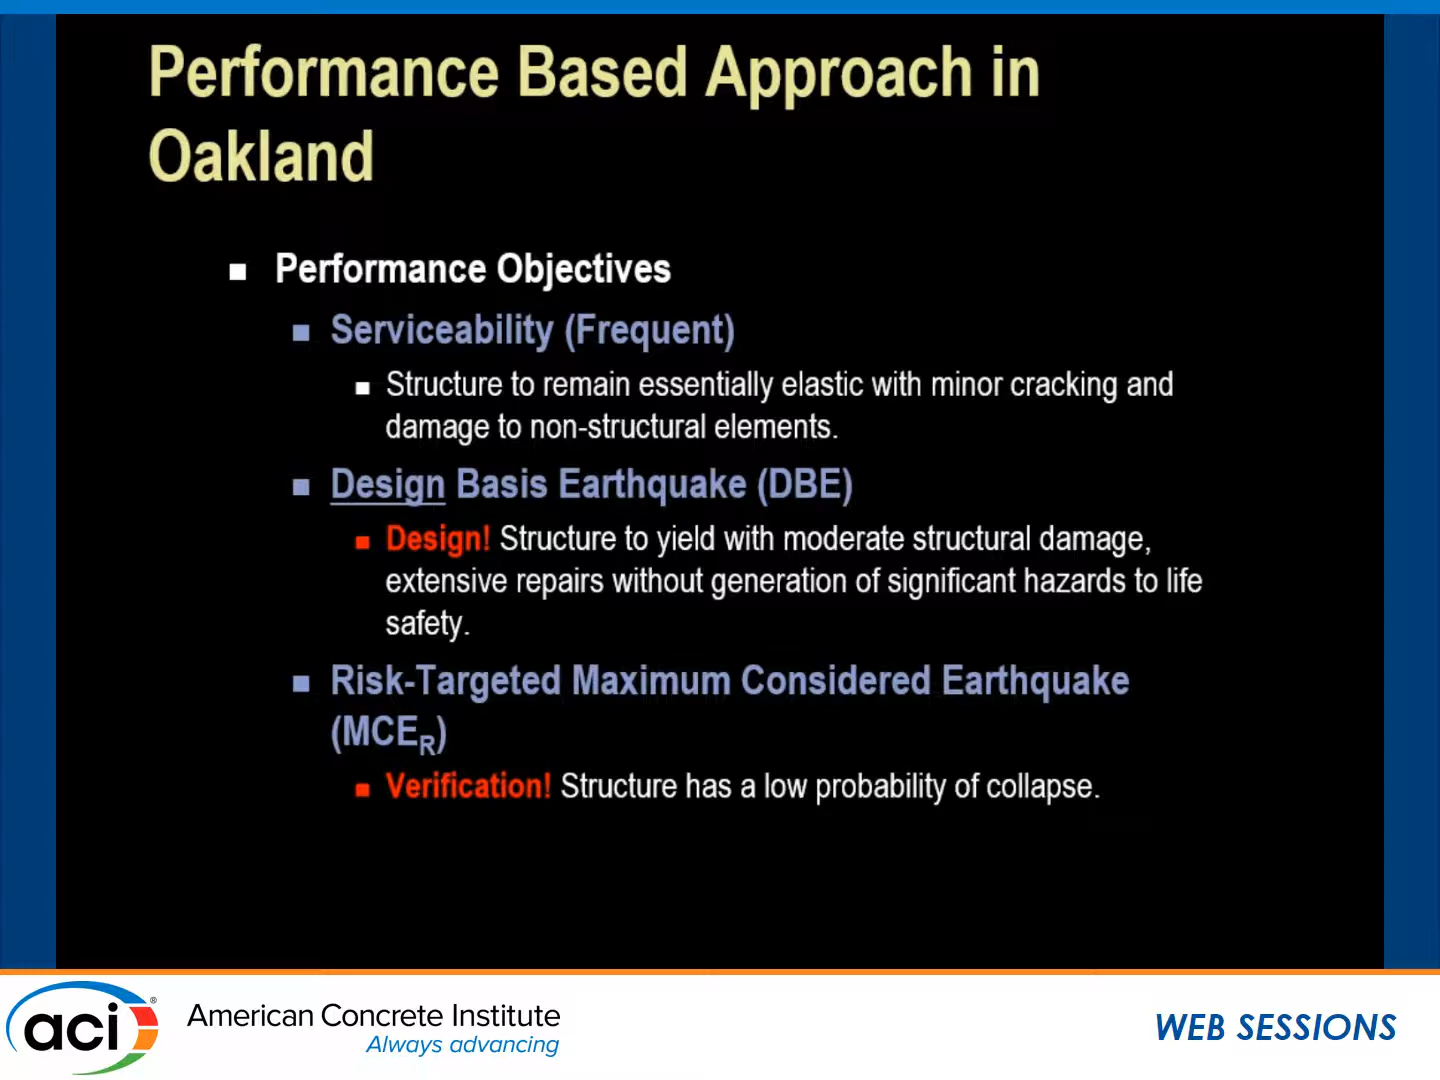 Performance Based Approach in
Oakland
Performance Objectives
Serviceability (Frequent)
Structure to remain essentially elastic with minor cracking and
damage to non-structural elements.
Design Basis Earthquake (DBE)
Design! Structure to yield with moderate structural damage,
extensive repairs without generation of significant hazards to life
safety.
Risk-Targeted Maximum Considered Earthquake
(MCER)
Verification! Structure has a low probability of collapse.
aci®
American Concrete Institute
Always advancing
WEB SESSIONS